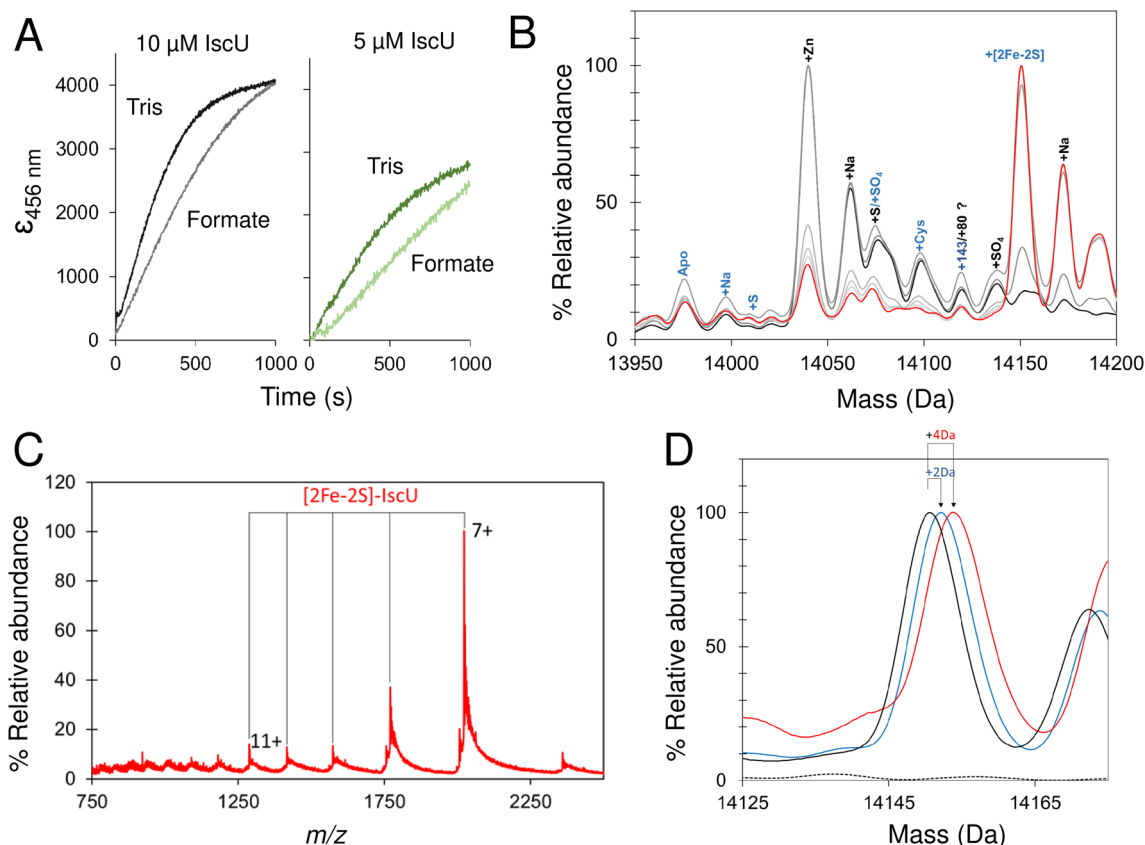 A
10 µM IscU
5 µM IscU
4000
3000
2000
1000
0
ε456 nm
Tris
Formate
Tris
Formate
0
500
1000
0
500
1000
Time (s)
B
% Relative abundance
100
50
0
Apo
+Na
+S
+Zn
+Na
+S/+SO4
+Cys
+143/+80 ?
+SO4
+[2Fe-2S]
+Na
13950
14000
14050
14100
14150
14200
Mass (Da)
C
% Relative abundance
120
100
80
60
40
20
0
[2Fe-2S]-IscU
7+
11+
750
1250
1750
2250
m/z
D
+4Da
+2Da
% Relative abundance
100
50
0
14125
14145
14165
Mass (Da)